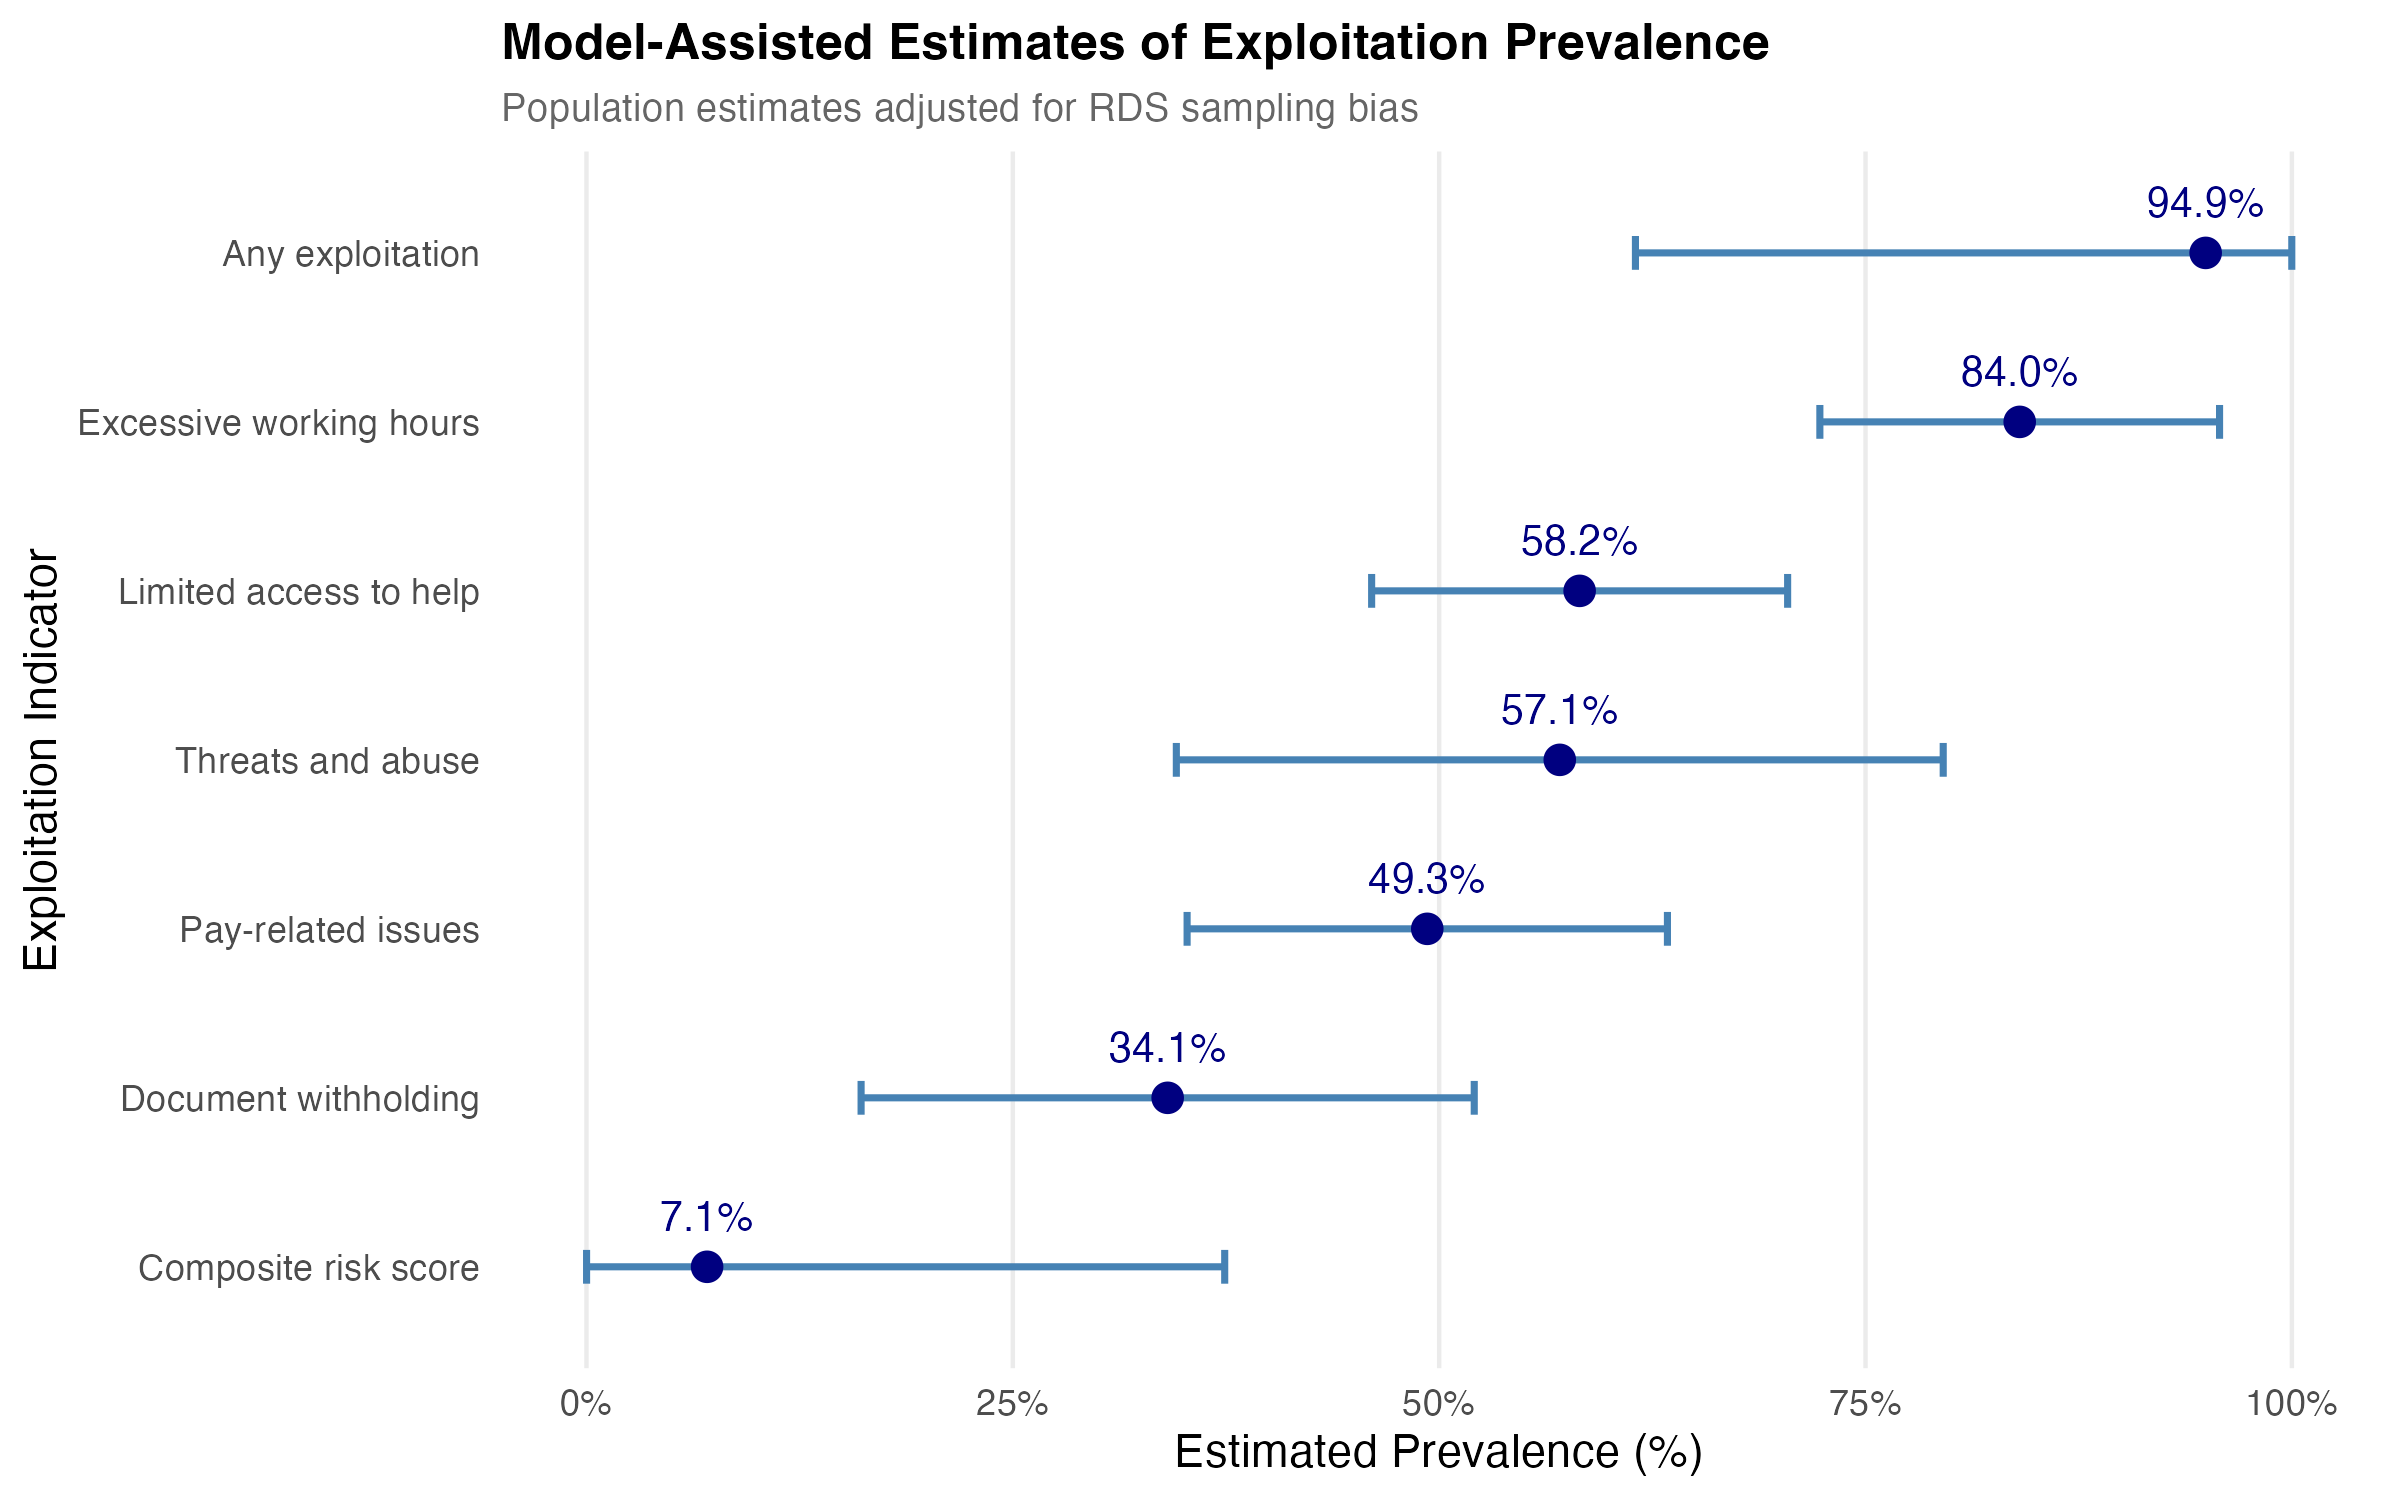 Model-Assisted Estimates of Exploitation Prevalence
Population estimates adjusted for RDS sampling bias
Exploitation Indicator
Any exploitation
94.9%
Excessive working hours
84.0%
Limited access to help
58.2%
Threats and abuse
57.1%
Pay-related issues
49.3%
Document withholding
34.1%
Composite risk score
7.1%
0% 25% 50% 75% 100%
Estimated Prevalence (%)